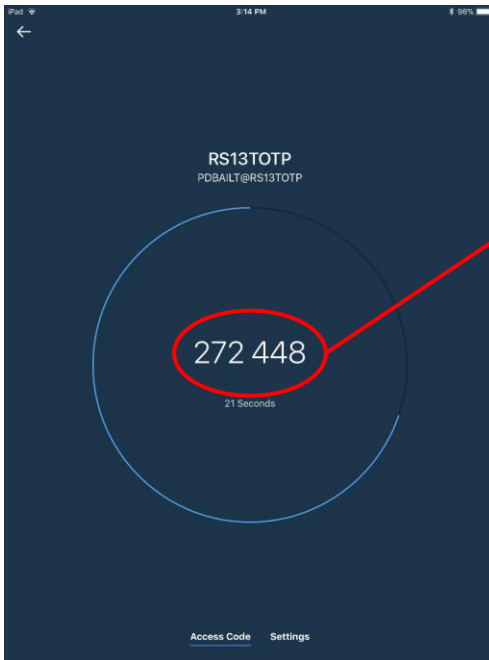 iPad 3:14 PM 96%
RS13TOTP
PDBAILT@RS13TOTP
272 448
21 Seconds
Access Code Settings